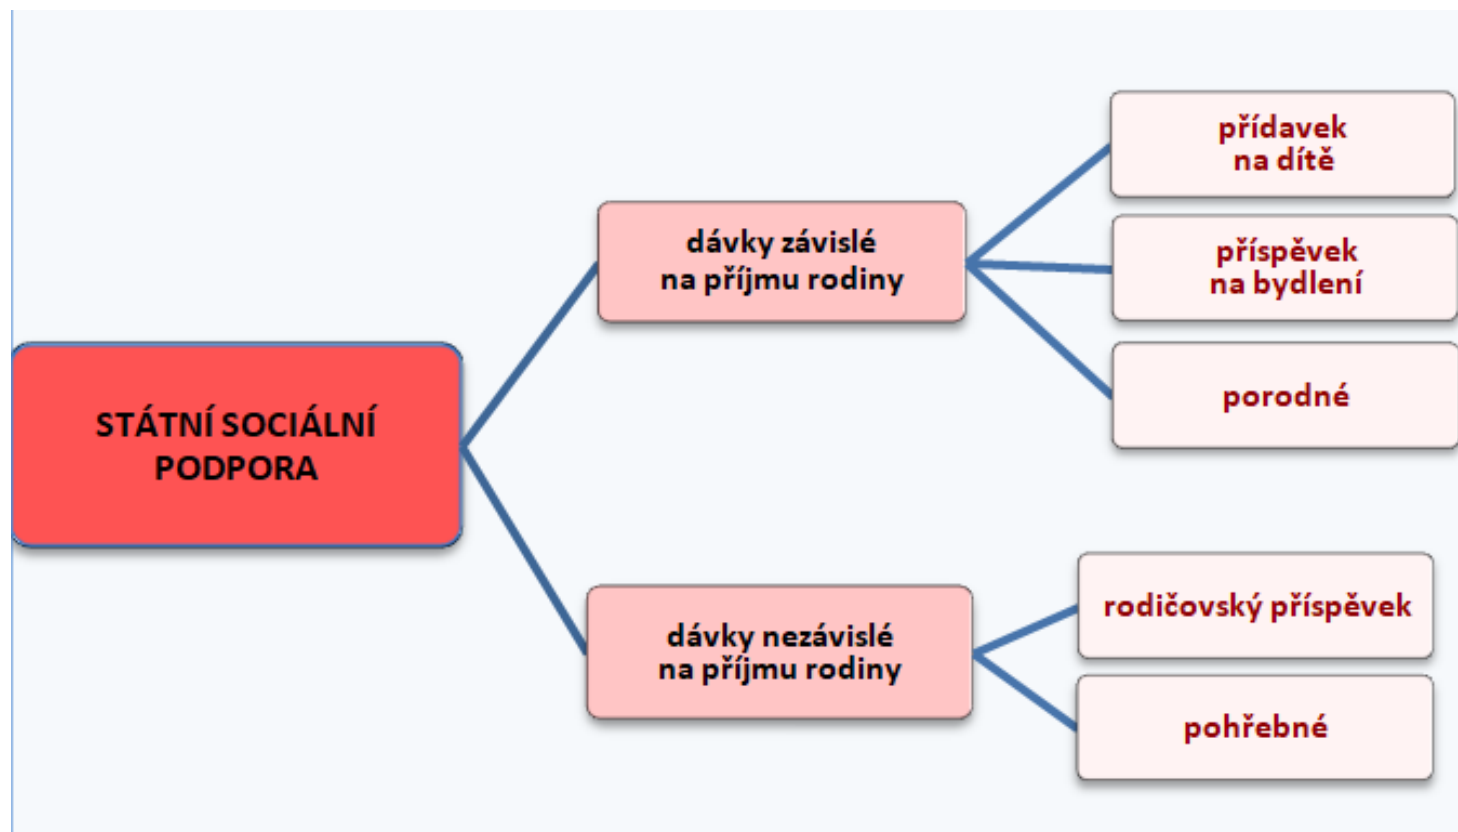 STÁTNÍ SOCIÁLNÍ
PODPORA
dávky závislé
na příjmu rodiny
přídavek
na dítě
příspěvek
na bydlení
porodné
dávky nezávislé
na příjmu rodiny
rodičovský příspěvek
pohřebné